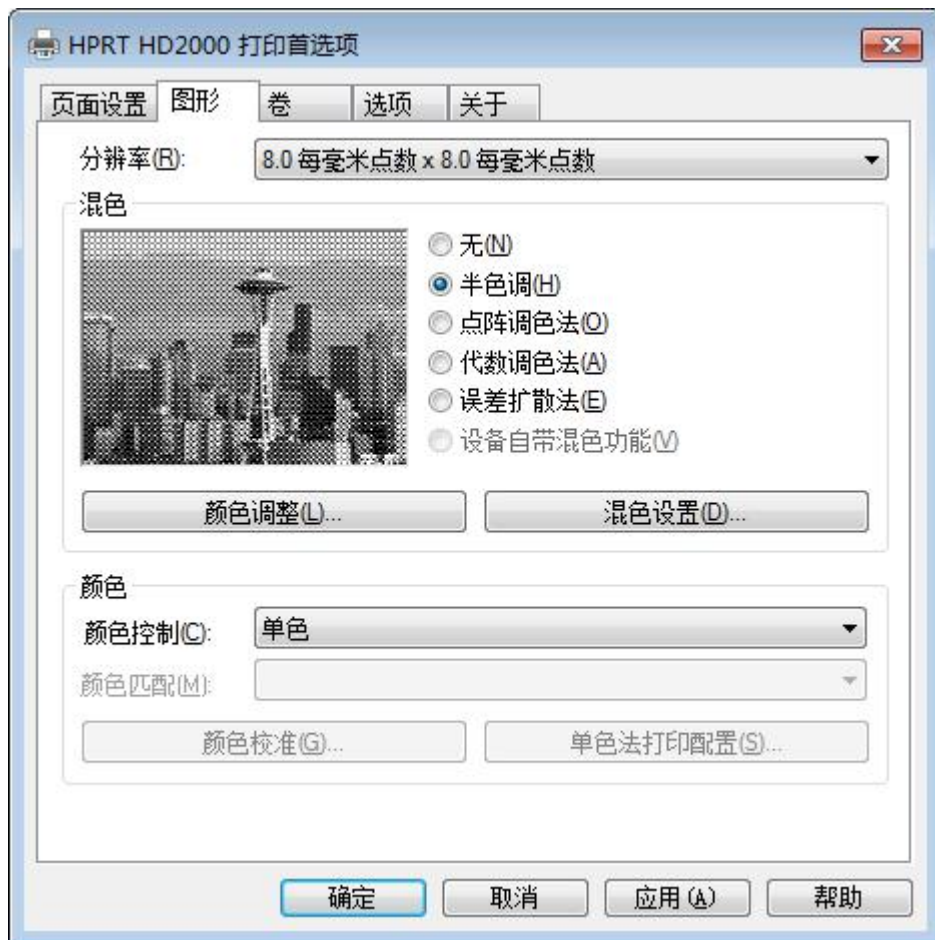 HPRT HD2000 打印首选项
页面设置 图形 卷 选项 关于
分辨率(R): 8.0 每毫米点数 x 8.0 每毫米点数
混色
无(N)
半色调(H)
点阵调色法(O)
代数调色法(A)
误差扩散法(E)
设备自带混色功能(V)
颜色调整(L)... 混色设置(D)...
颜色
颜色控制(C): 单色
颜色匹配(M):
颜色校准(G)... 单色法打印配置(S)...
确定 取消 应用(A) 帮助